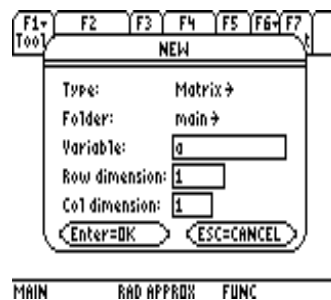 F1 F2 F3 F4 F5 F6 F7
Tool
NEW
Type: Matrix→
Folder: main→
Variable: a
Row dimension: 1
Col dimension: 1
Enter=OK ESC=CANCEL
MAIN RAD APPROX FUNC